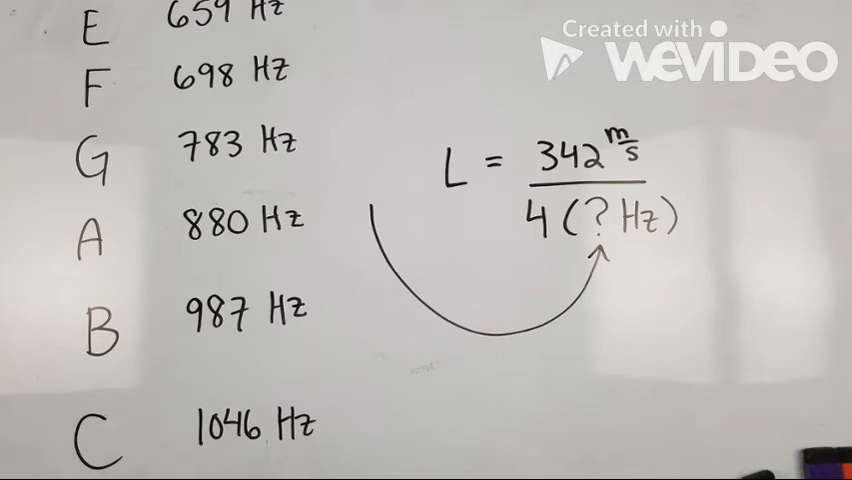 E 659 Hz
Created with
WeVideo
F 698 Hz
G 783 Hz
L = 342 m/s
4 (? Hz)
A 880 Hz
B 987 Hz
C 1046 Hz